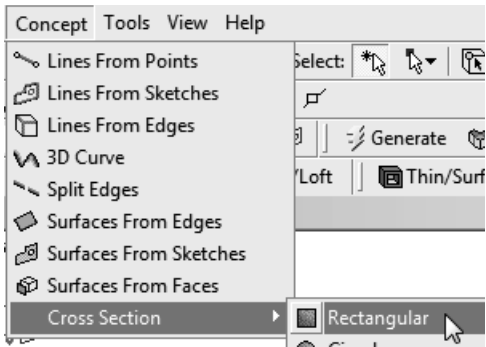 Concept Tools View Help
Lines From Points
Select:
Lines From Sketches
Lines From Edges
Generate
3D Curve
/Loft Thin/Surf
Split Edges
Surfaces From Edges
Surfaces From Sketches
Surfaces From Faces
Cross Section
Rectangular